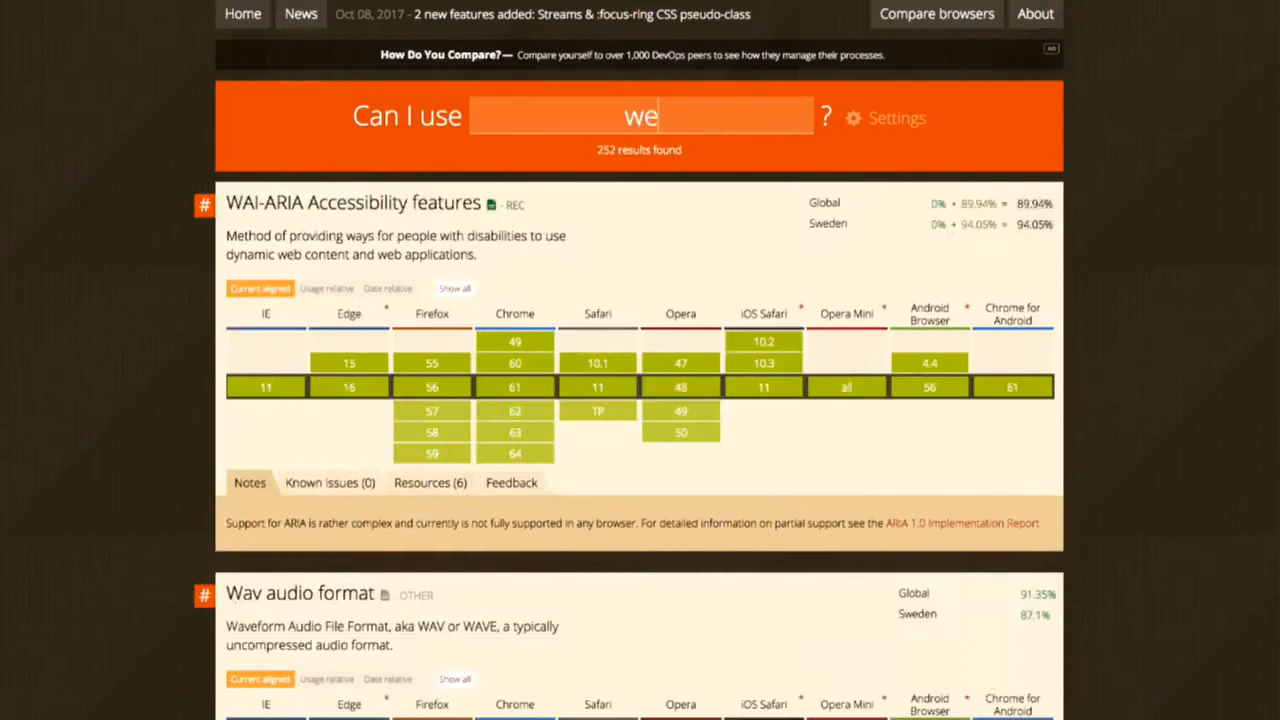 Home News Oct 08, 2017 - 2 new features added: Streams & :focus-ring CSS pseudo-class Compare browsers About
How Do You Compare?— Compare yourself to over 1,000 DevOps peers to see how they manage their processes. AD
Can I use we ? Settings
252 results found
# WAI-ARIA Accessibility features - REC
Global 0% + 89.94% = 89.94%
Sweden 0% + 94.05% = 94.05%
Method of providing ways for people with disabilities to use
dynamic web content and web applications.
Current aligned Usage relative Date relative Show all
IE Edge * Firefox Chrome Safari Opera iOS Safari * Opera Mini * Android Browser * Chrome for Android
49 10.2
15 55 60 10.1 47 10.3 4.4
11 16 56 61 11 48 11 all 56 61
57 62 TP 49
58 63 50
59 64
Notes Known issues (0) Resources (6) Feedback
Support for ARIA is rather complex and currently is not fully supported in any browser. For detailed information on partial support see the ARIA 1.0 Implementation Report
# Wav audio format - OTHER
Global 91.35%
Sweden 87.1%
Waveform Audio File Format, aka WAV or WAVE, a typically
uncompressed audio format.
Current aligned Usage relative Date relative Show all
IE Edge * Firefox Chrome Safari Opera iOS Safari * Opera Mini * Android Browser * Chrome for Android